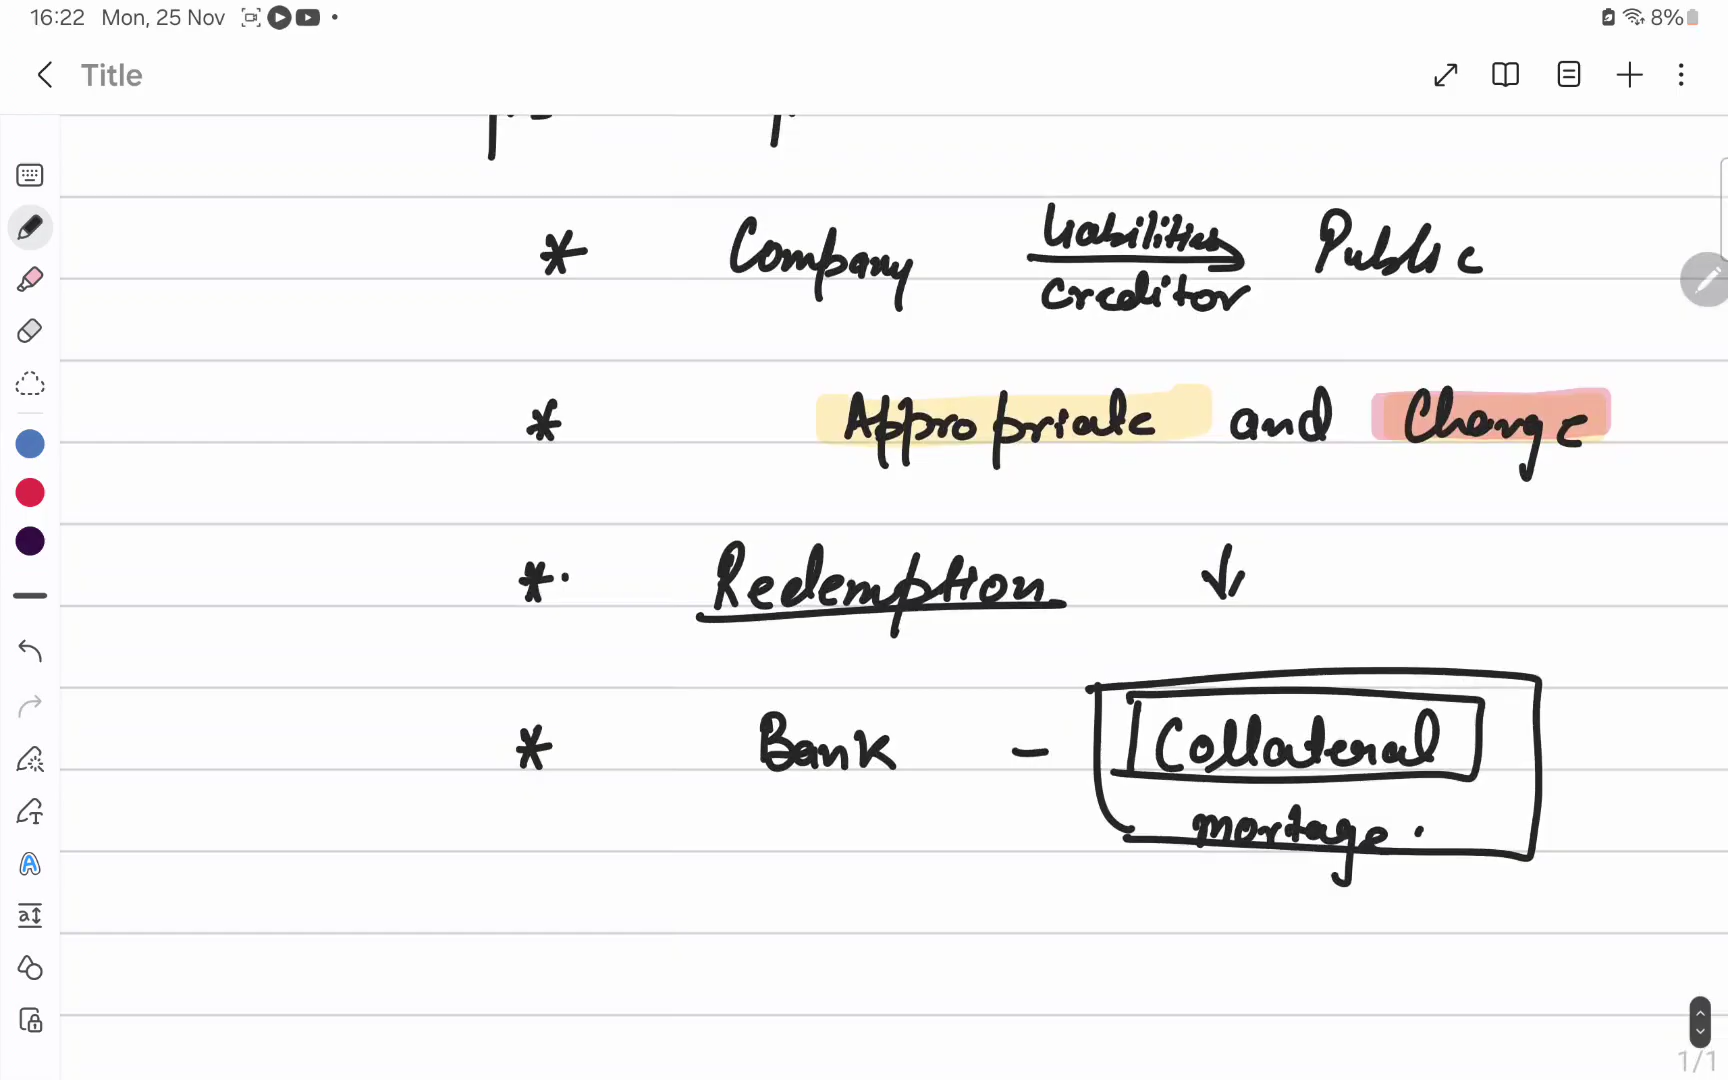 16:22 Mon, 25 Nov 8%
Title
* Company liabilities Public
creditor
* Appropriate and Charge
* Redemption ↓
* Bank - Collateral
mortage.
1/1